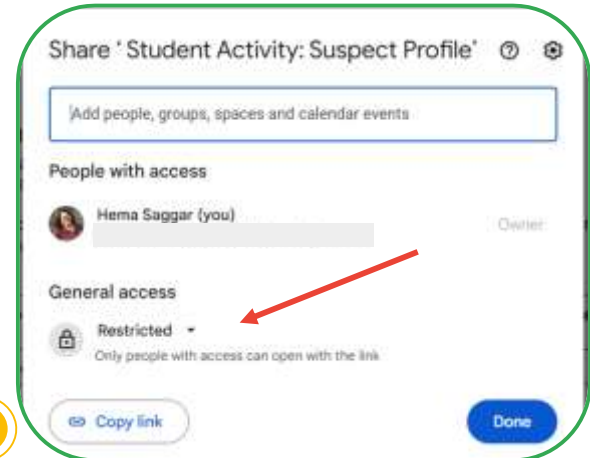 Share ' Student Activity: Suspect Profile'
Add people, groups, spaces and calendar events
People with access
Hema Saggar (you)
Owner
General access
Restricted
Only people with access can open with the link
Copy link
Done